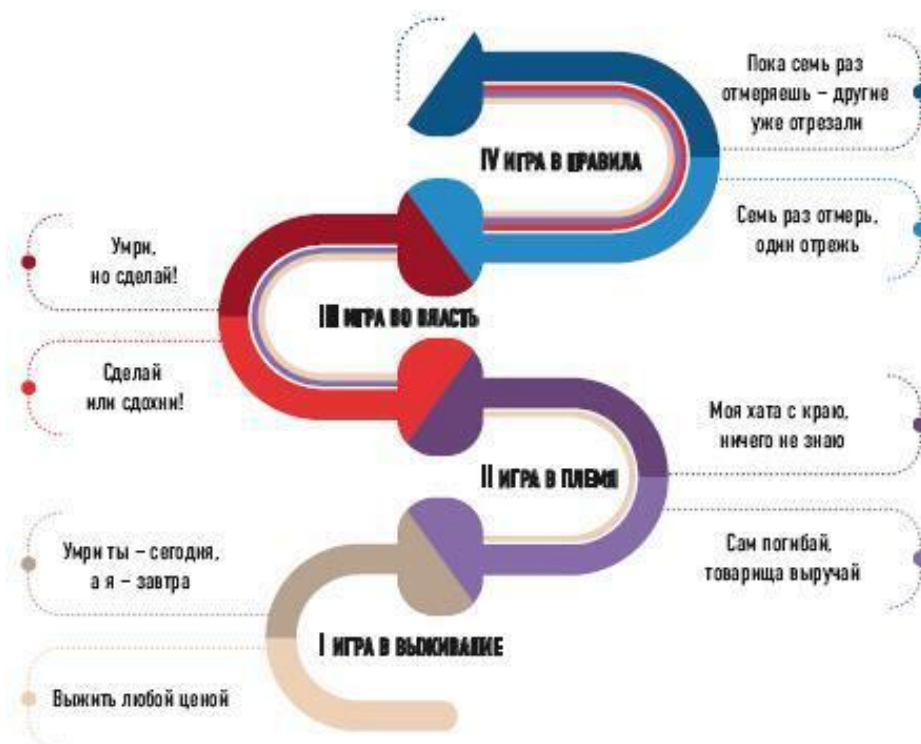 Пока семь раз
отмеряешь – другие
уже отрезали
IV ИГРА В ПРАВИЛА
Семь раз отмерь,
один отрежь
Умри,
но сделай!
III ИГРА ВО ВЛАСТЬ
Сделай
или сдохни!
Моя хата с краю,
ничего не знаю
II ИГРА В ПЛЕМЯ
Умри ты – сегодня,
а я – завтра
Сам погибай,
товарища выручай
I ИГРА В ВЫЖИВАНИЕ
Выжить любой ценой